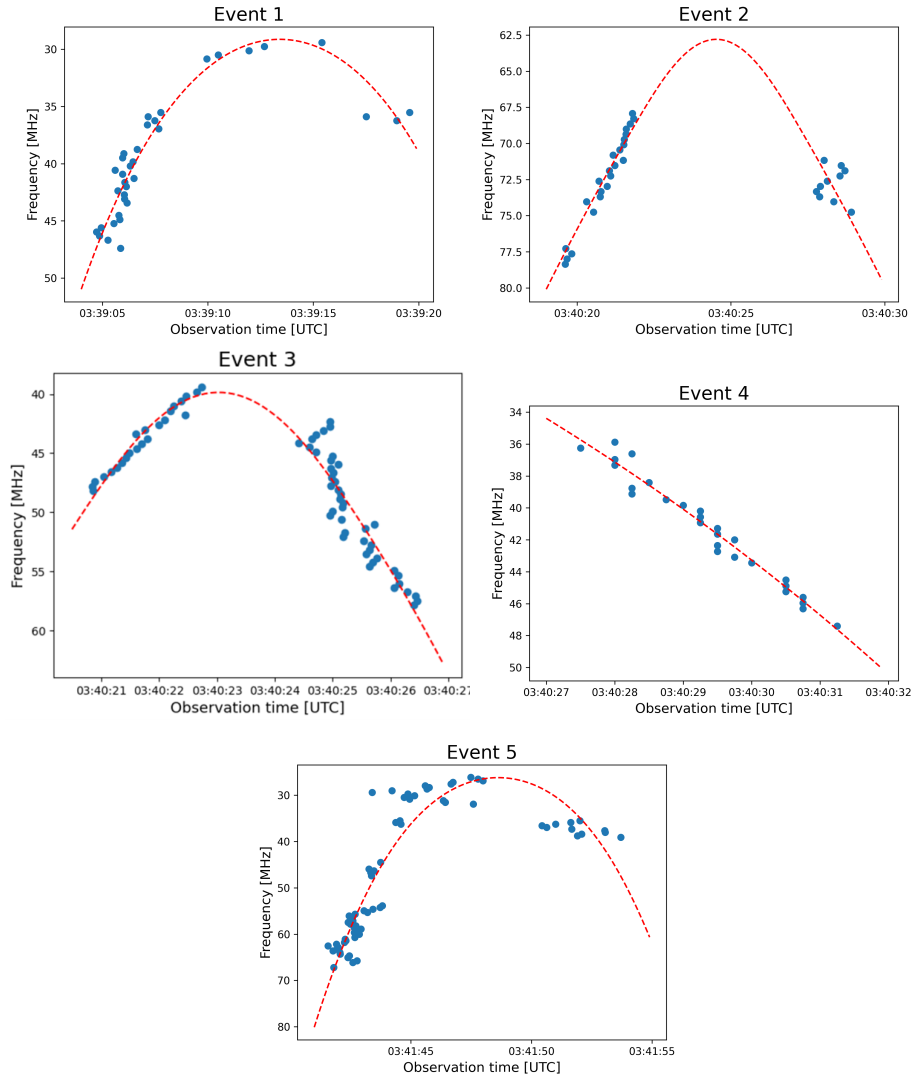 Event 1
Frequency [MHz]
30
35
40
45
50
03:39:05 03:39:10 03:39:15 03:39:20
Observation time [UTC]
Event 2
Frequency [MHz]
62.5
65.0
67.5
70.0
72.5
75.0
77.5
80.0
03:40:20 03:40:25 03:40:30
Observation time [UTC]
Event 3
Frequency [MHz]
40
45
50
55
60
03:40:21 03:40:22 03:40:23 03:40:24 03:40:25 03:40:26 03:40:27
Observation time [UTC]
Event 4
Frequency [MHz]
34
36
38
40
42
44
46
48
50
03:40:27 03:40:28 03:40:29 03:40:30 03:40:31 03:40:32
Observation time [UTC]
Event 5
Frequency [MHz]
30
40
50
60
70
80
03:41:45 03:41:50 03:41:55
Observation time [UTC]